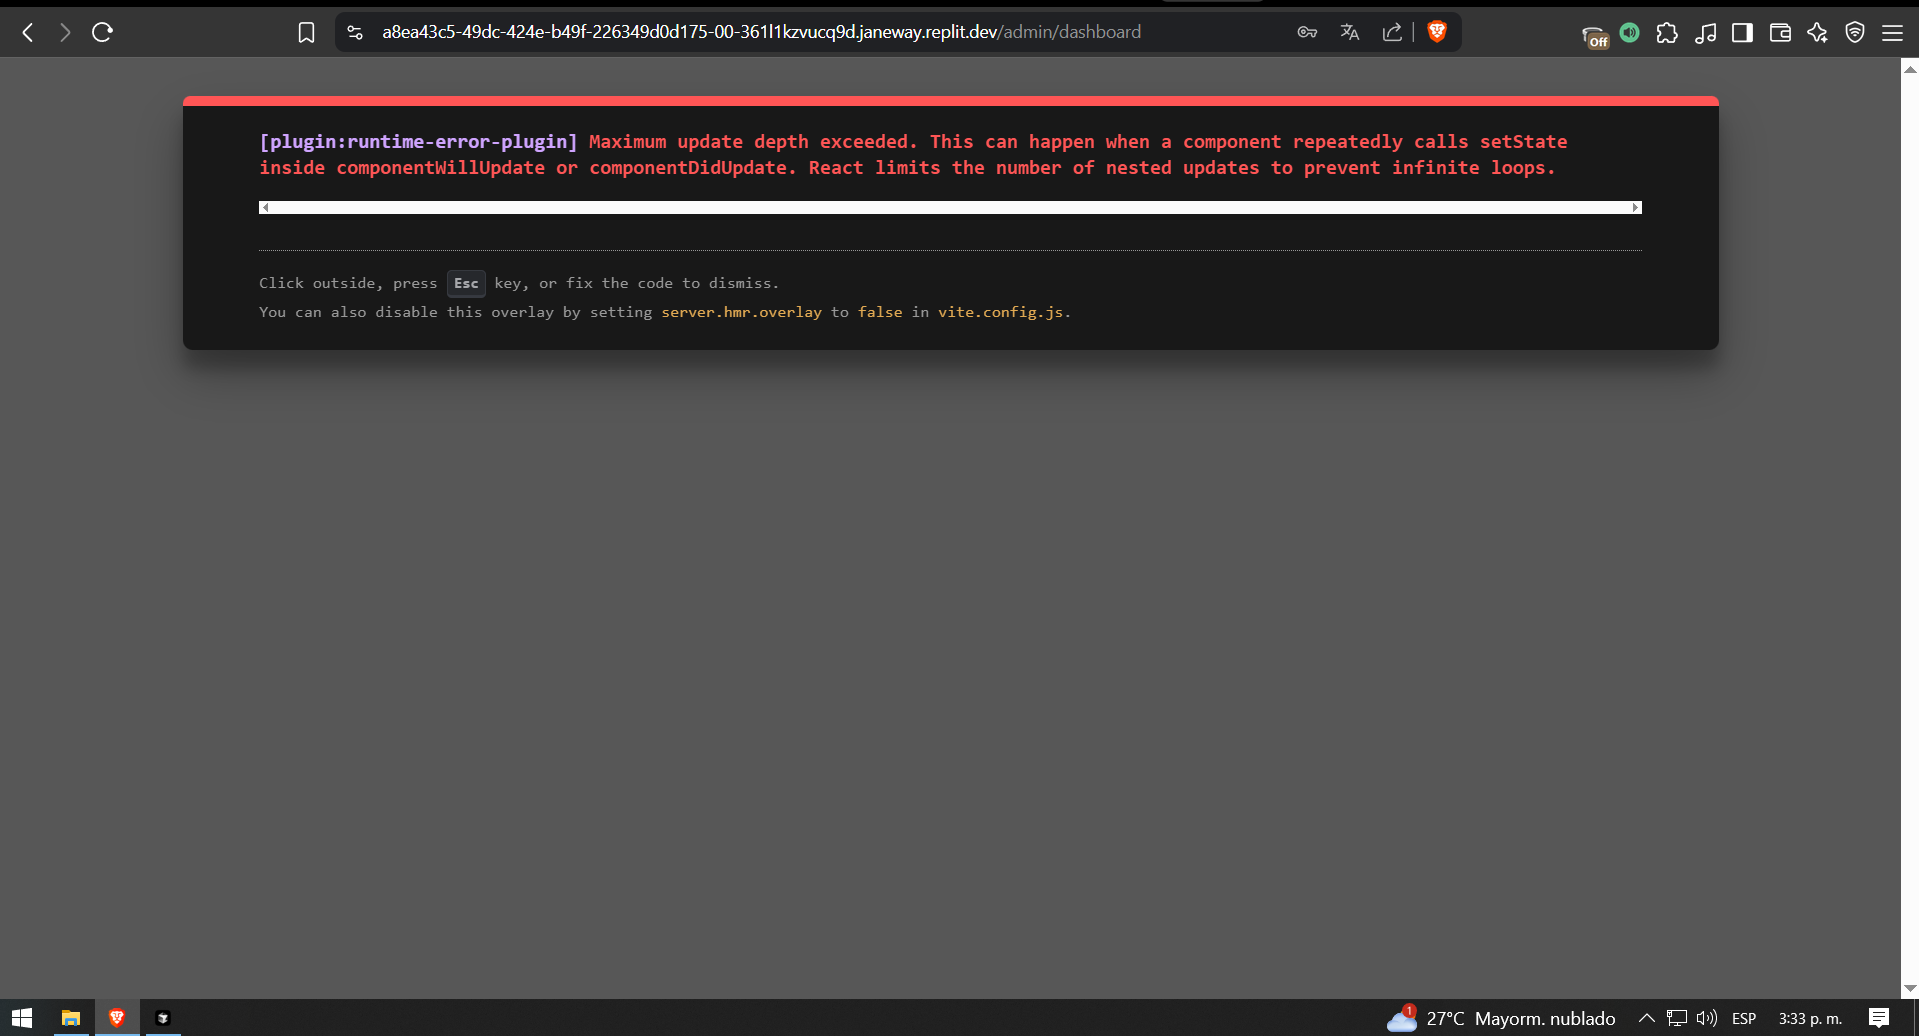 a8ea43c5-49dc-424e-b49f-226349d0d175-00-361l1kzvucq9d.janeway.replit.dev/admin/dashboard
Off
[plugin:runtime-error-plugin] Maximum update depth exceeded. This can happen when a component repeatedly calls setState
inside componentWillUpdate or componentDidUpdate. React limits the number of nested updates to prevent infinite loops.
Click outside, press Esc key, or fix the code to dismiss.
You can also disable this overlay by setting server.hmr.overlay to false in vite.config.js.
1
27°C Mayorm. nublado
ESP
3:33 p. m.